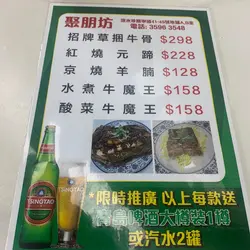 聚朋坊
電話: 3596 3548
招牌草捆牛骨 $298
紅燒元蹄 $228
京燒羊腩 $128
水煮牛魔王 $158
酸菜牛魔王 $158
TSINGTAO
*限時推廣 以上每款送
青島啤酒大樽裝1樽
或汽水2罐